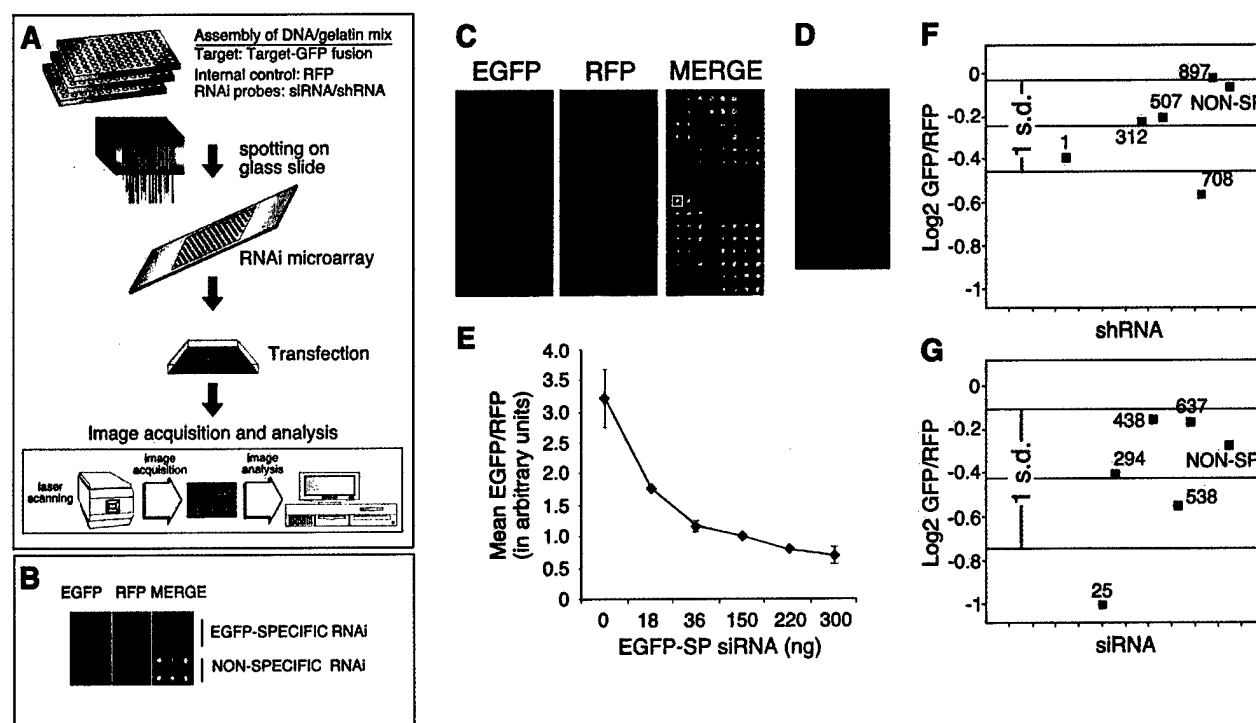 A
Assembly of DNA/gelatin mix
Target: Target-GFP fusion
Internal control: RFP
RNAi probes: siRNA/shRNA
spotting on
glass slide
RNAi microarray
Transfection
Image acquisition and analysis
laser
scanning
image
acquisition
image
analysis
B
EGFP RFP MERGE
EGFP-SPECIFIC RNAi
NON-SPECIFIC RNAi
C
EGFP RFP MERGE
D
E
Mean EGFP/RFP
(in arbitrary units)
4.0
3.5
3.0
2.5
2.0
1.5
1.0
0.5
0
0 18 36 150 220 300
EGFP-SP siRNA (ng)
F
Log2 GFP/RFP
0
-0.2
-0.4
-0.6
-0.8
-1
1 s.d.
897
NON-SP
507
312
1
708
shRNA
G
Log2 GFP/RFP
0
-0.2
-0.4
-0.6
-0.8
-1
1 s.d.
637
438
NON-SP
294
538
25
siRNA